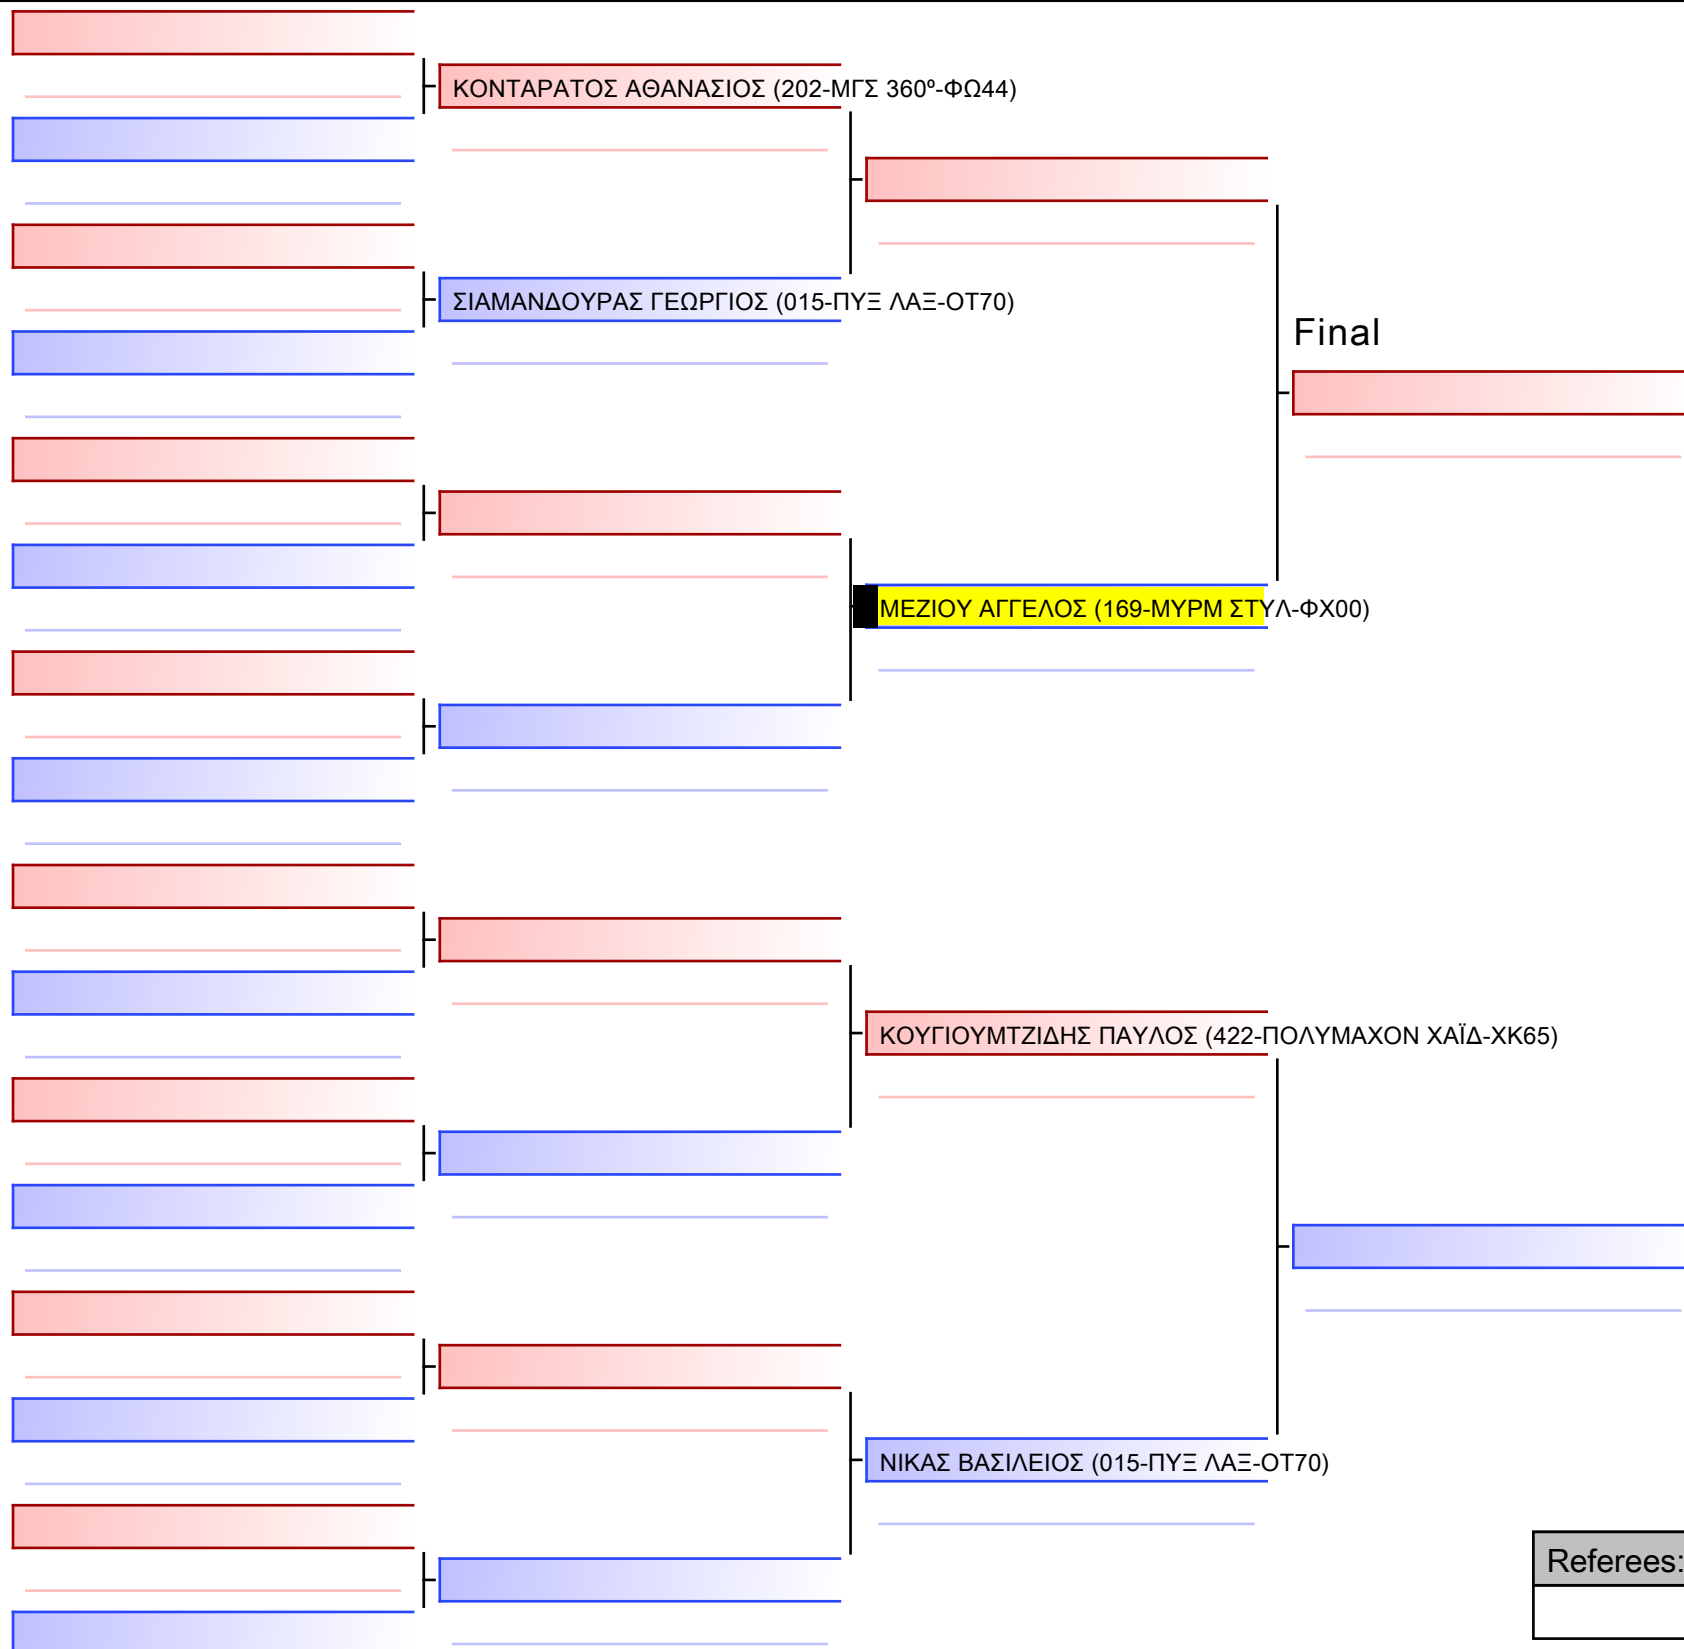 ΚΟΝΤΑΡΑΤΟΣ ΑΘΑΝΑΣΙΟΣ (202-ΜΓΣ 360º-ΦΩ44)
ΣΙΑΜΑΝΔΟΥΡΑΣ ΓΕΩΡΓΙΟΣ (015-ΠΥΞ ΛΑΞ-ΟΤ70)
Final
ΜΕΖΙΟΥ ΑΓΓΕΛΟΣ (169-ΜΥΡΜ ΣΤΥΛ-ΦΧ00)
ΚΟΥΓΙΟΥΜΤΖΙΔΗΣ ΠΑΥΛΟΣ (422-ΠΟΛΥΜΑΧΟΝ ΧΑΪΔ-ΧΚ65)
ΝΙΚΑΣ ΒΑΣΙΛΕΙΟΣ (015-ΠΥΞ ΛΑΞ-ΟΤ70)
Referees: